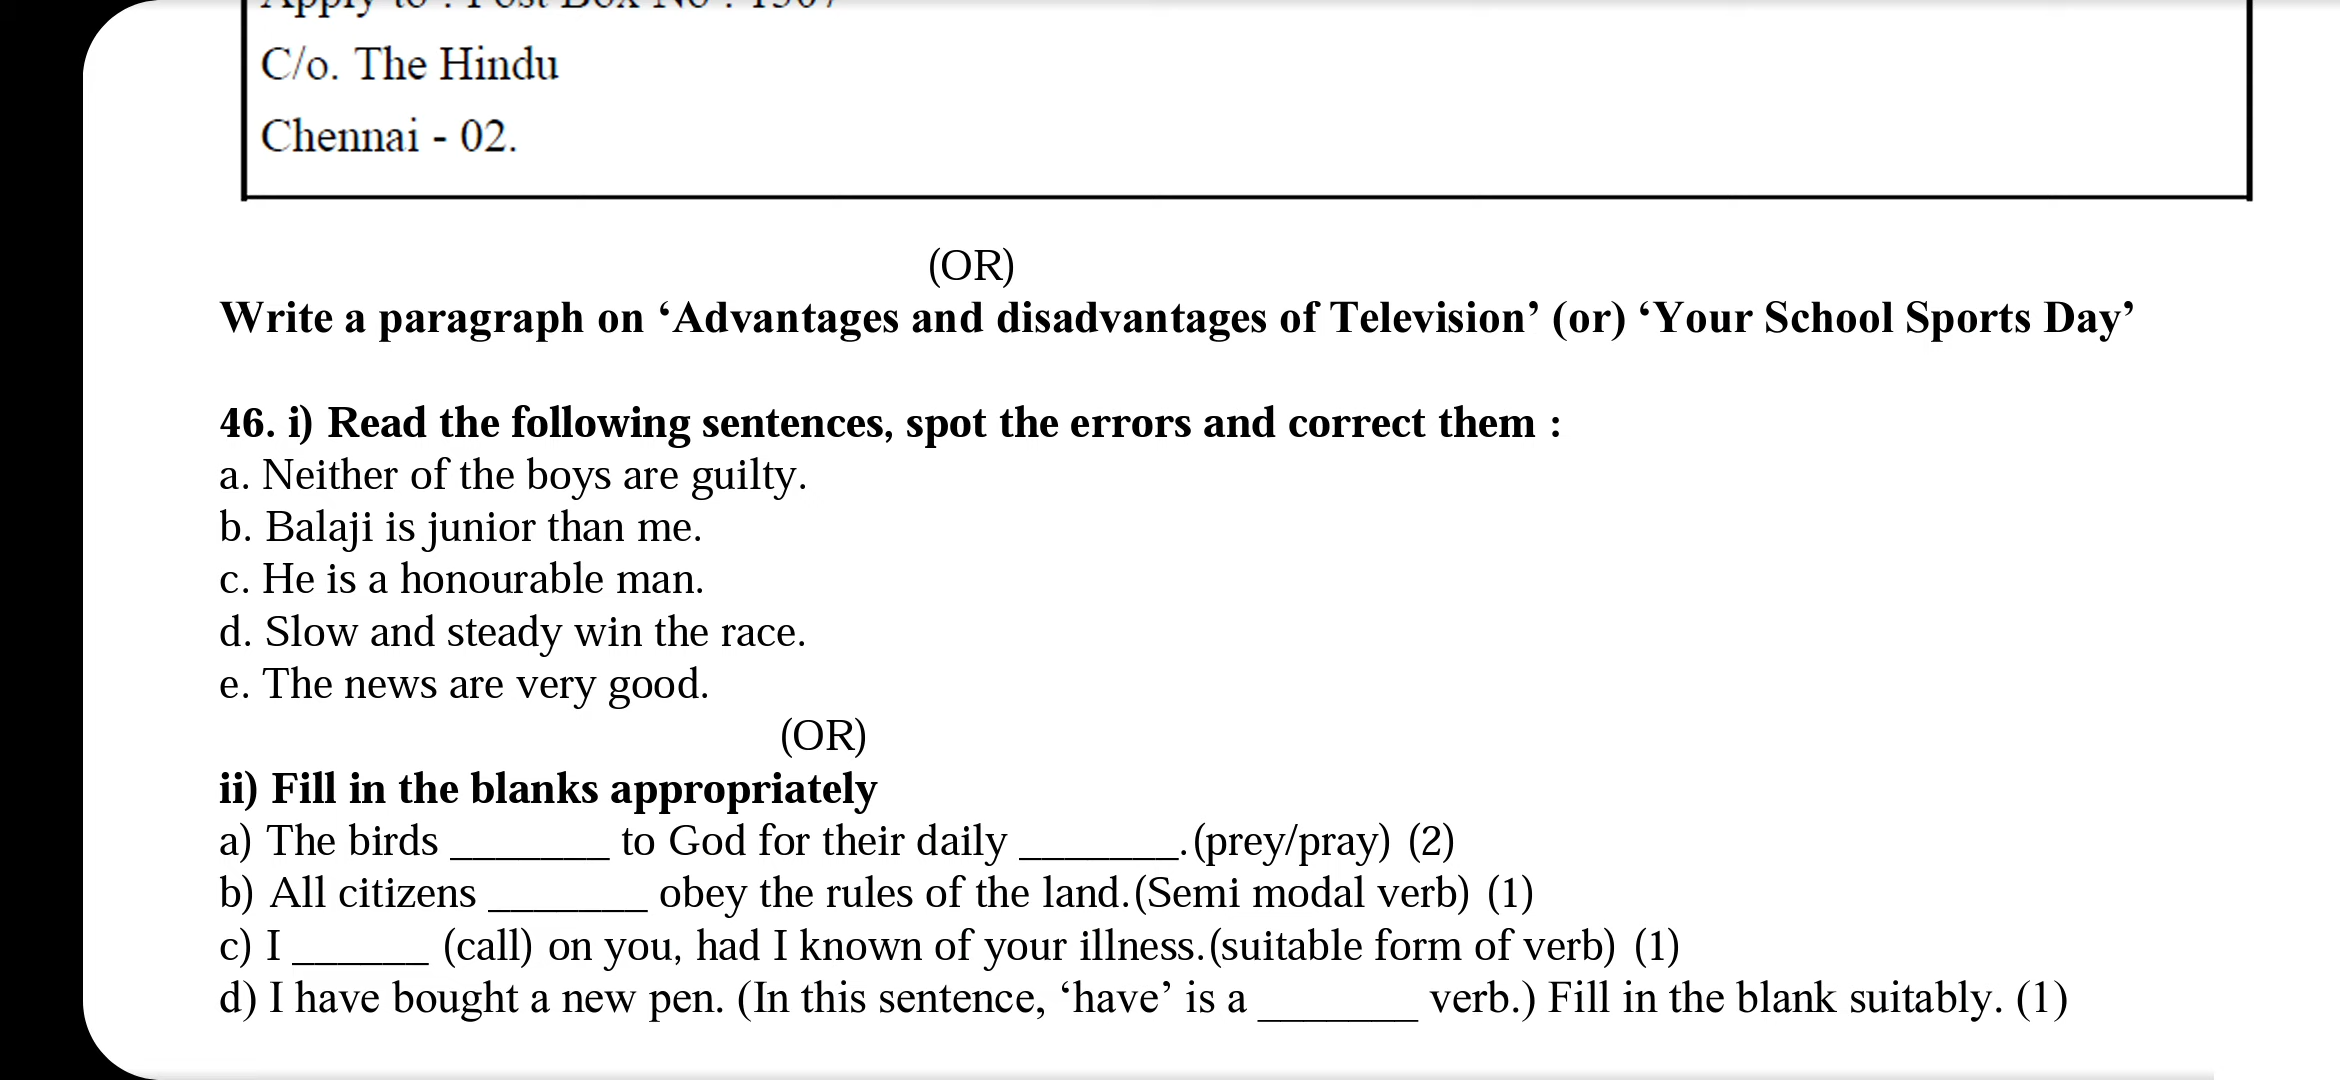 Apply to : Post Box No : 1307
C/o. The Hindu
Chennai - 02.
(OR)
Write a paragraph on ‘Advantages and disadvantages of Television’ (or) ‘Your School Sports Day’
46. i) Read the following sentences, spot the errors and correct them :
a. Neither of the boys are guilty.
b. Balaji is junior than me.
c. He is a honourable man.
d. Slow and steady win the race.
e. The news are very good.
(OR)
ii) Fill in the blanks appropriately
a) The birds _______ to God for their daily _______.(prey/pray) (2)
b) All citizens _______ obey the rules of the land.(Semi modal verb) (1)
c) I ______ (call) on you, had I known of your illness.(suitable form of verb) (1)
d) I have bought a new pen. (In this sentence, ‘have’ is a _______ verb.) Fill in the blank suitably. (1)